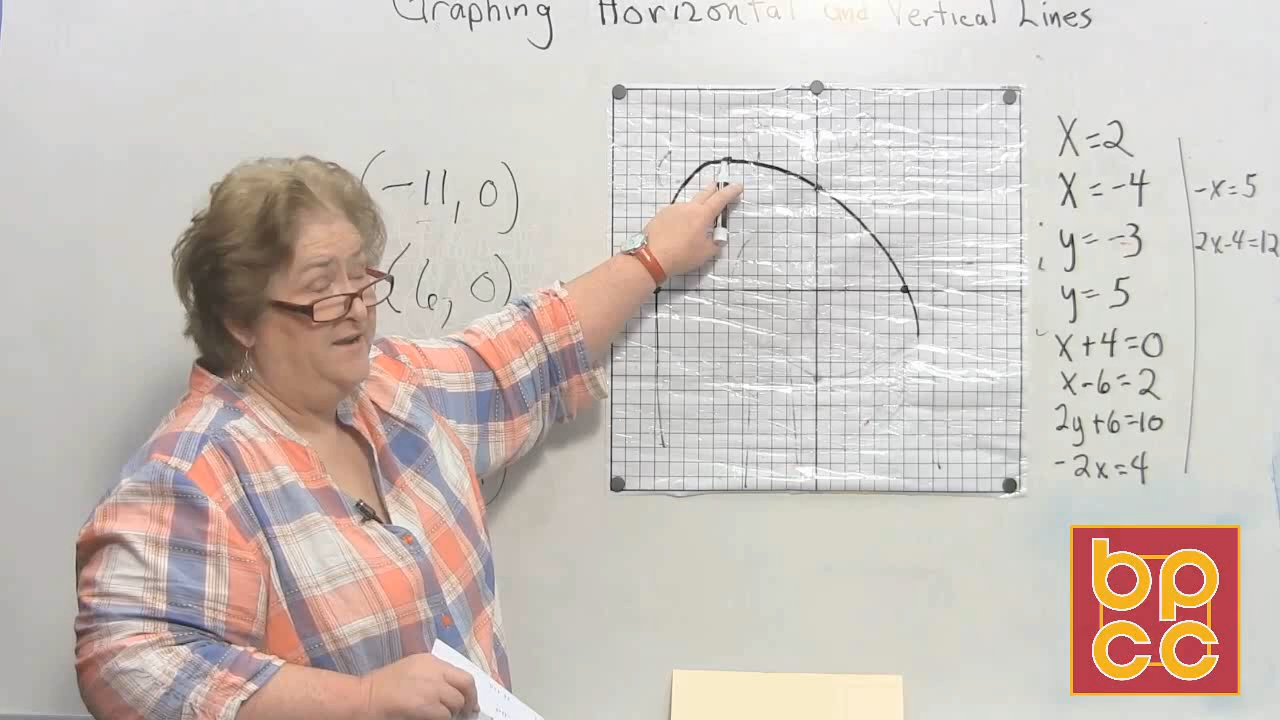 Graphing Horizontal and Vertical Lines
(-11, 0)
(6, 0)
X=2
X=-4
y=-3
y=5
x+4=0
x-6=2
2y+6=10
-2x=4
-x=5
2x-4=12
bp
cc